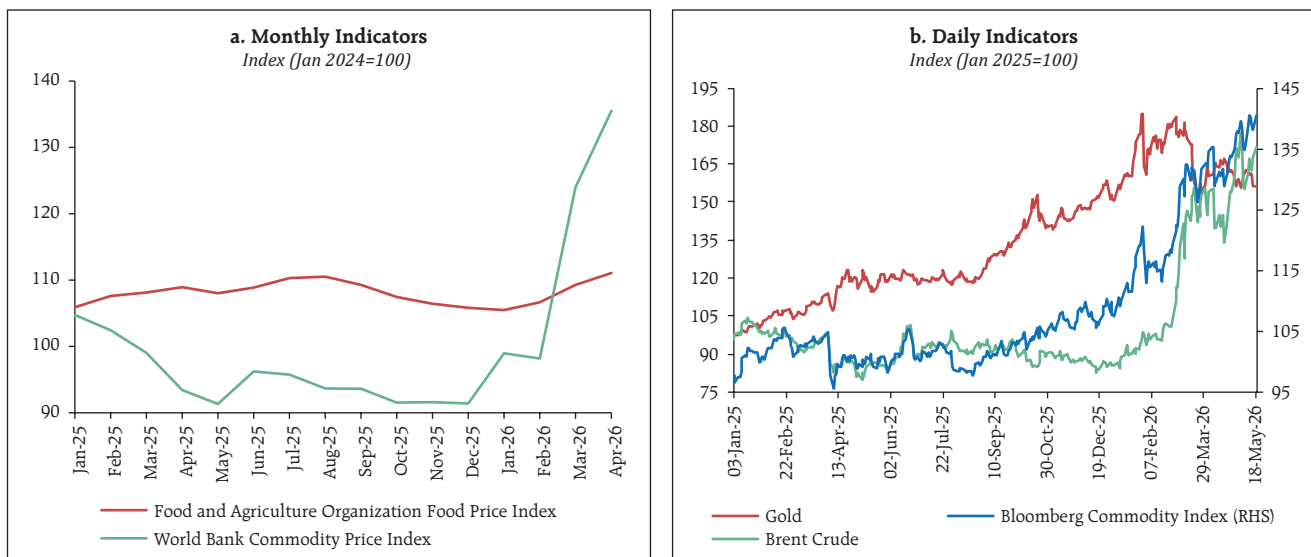 a. Monthly Indicators
Index (Jan 2024=100)
140
130
120
110
100
90
Jan-25
Feb-25
Mar-25
Apr-25
May-25
Jun-25
Jul-25
Aug-25
Sep-25
Oct-25
Nov-25
Dec-25
Jan-26
Feb-26
Mar-26
Apr-26
Food and Agriculture Organization Food Price Index
World Bank Commodity Price Index
b. Daily Indicators
Index (Jan 2025=100)
195
180
165
150
135
120
105
90
75
145
135
125
115
105
95
03-Jan-25
22-Feb-25
13-Apr-25
02-Jun-25
22-Jul-25
10-Sep-25
30-Oct-25
19-Dec-25
07-Feb-26
29-Mar-26
18-May-26
Gold
Bloomberg Commodity Index (RHS)
Brent Crude